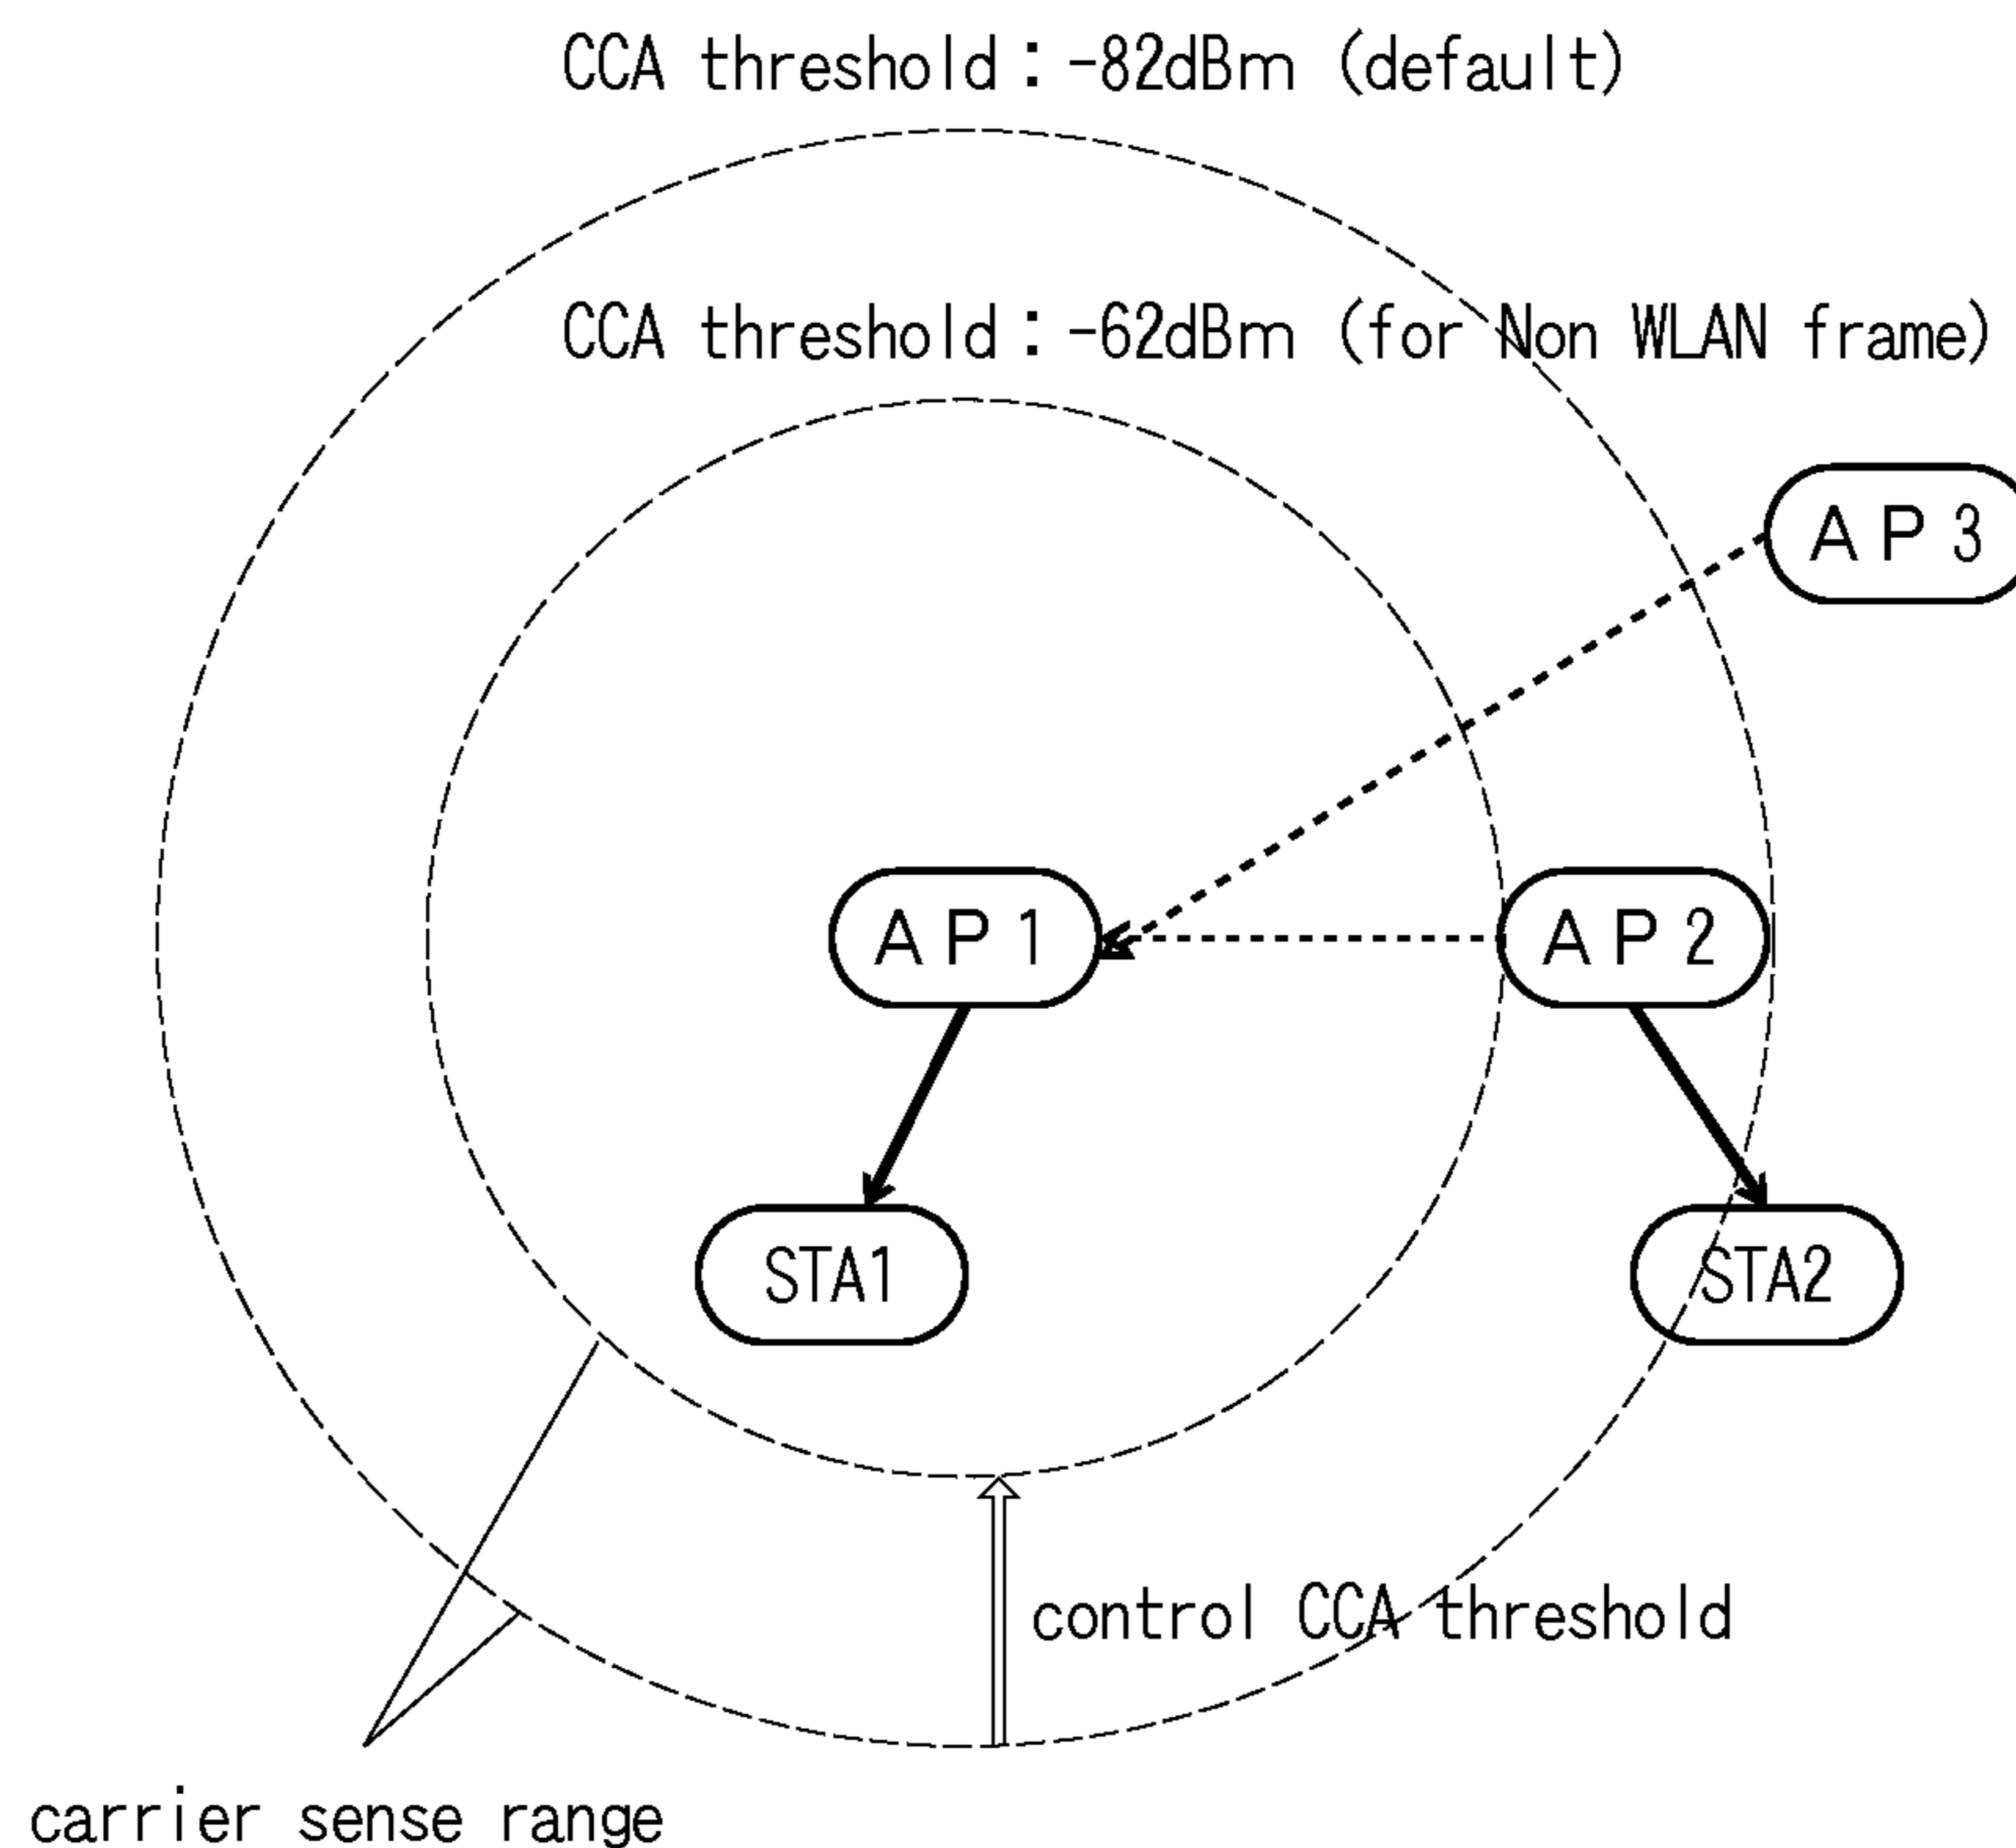 CCA threshold：-82dBm (default)
CCA threshold：-62dBm (for Non WLAN frame)
AP3
AP1
AP2
STA1
STA2
control CCA threshold
carrier sense range